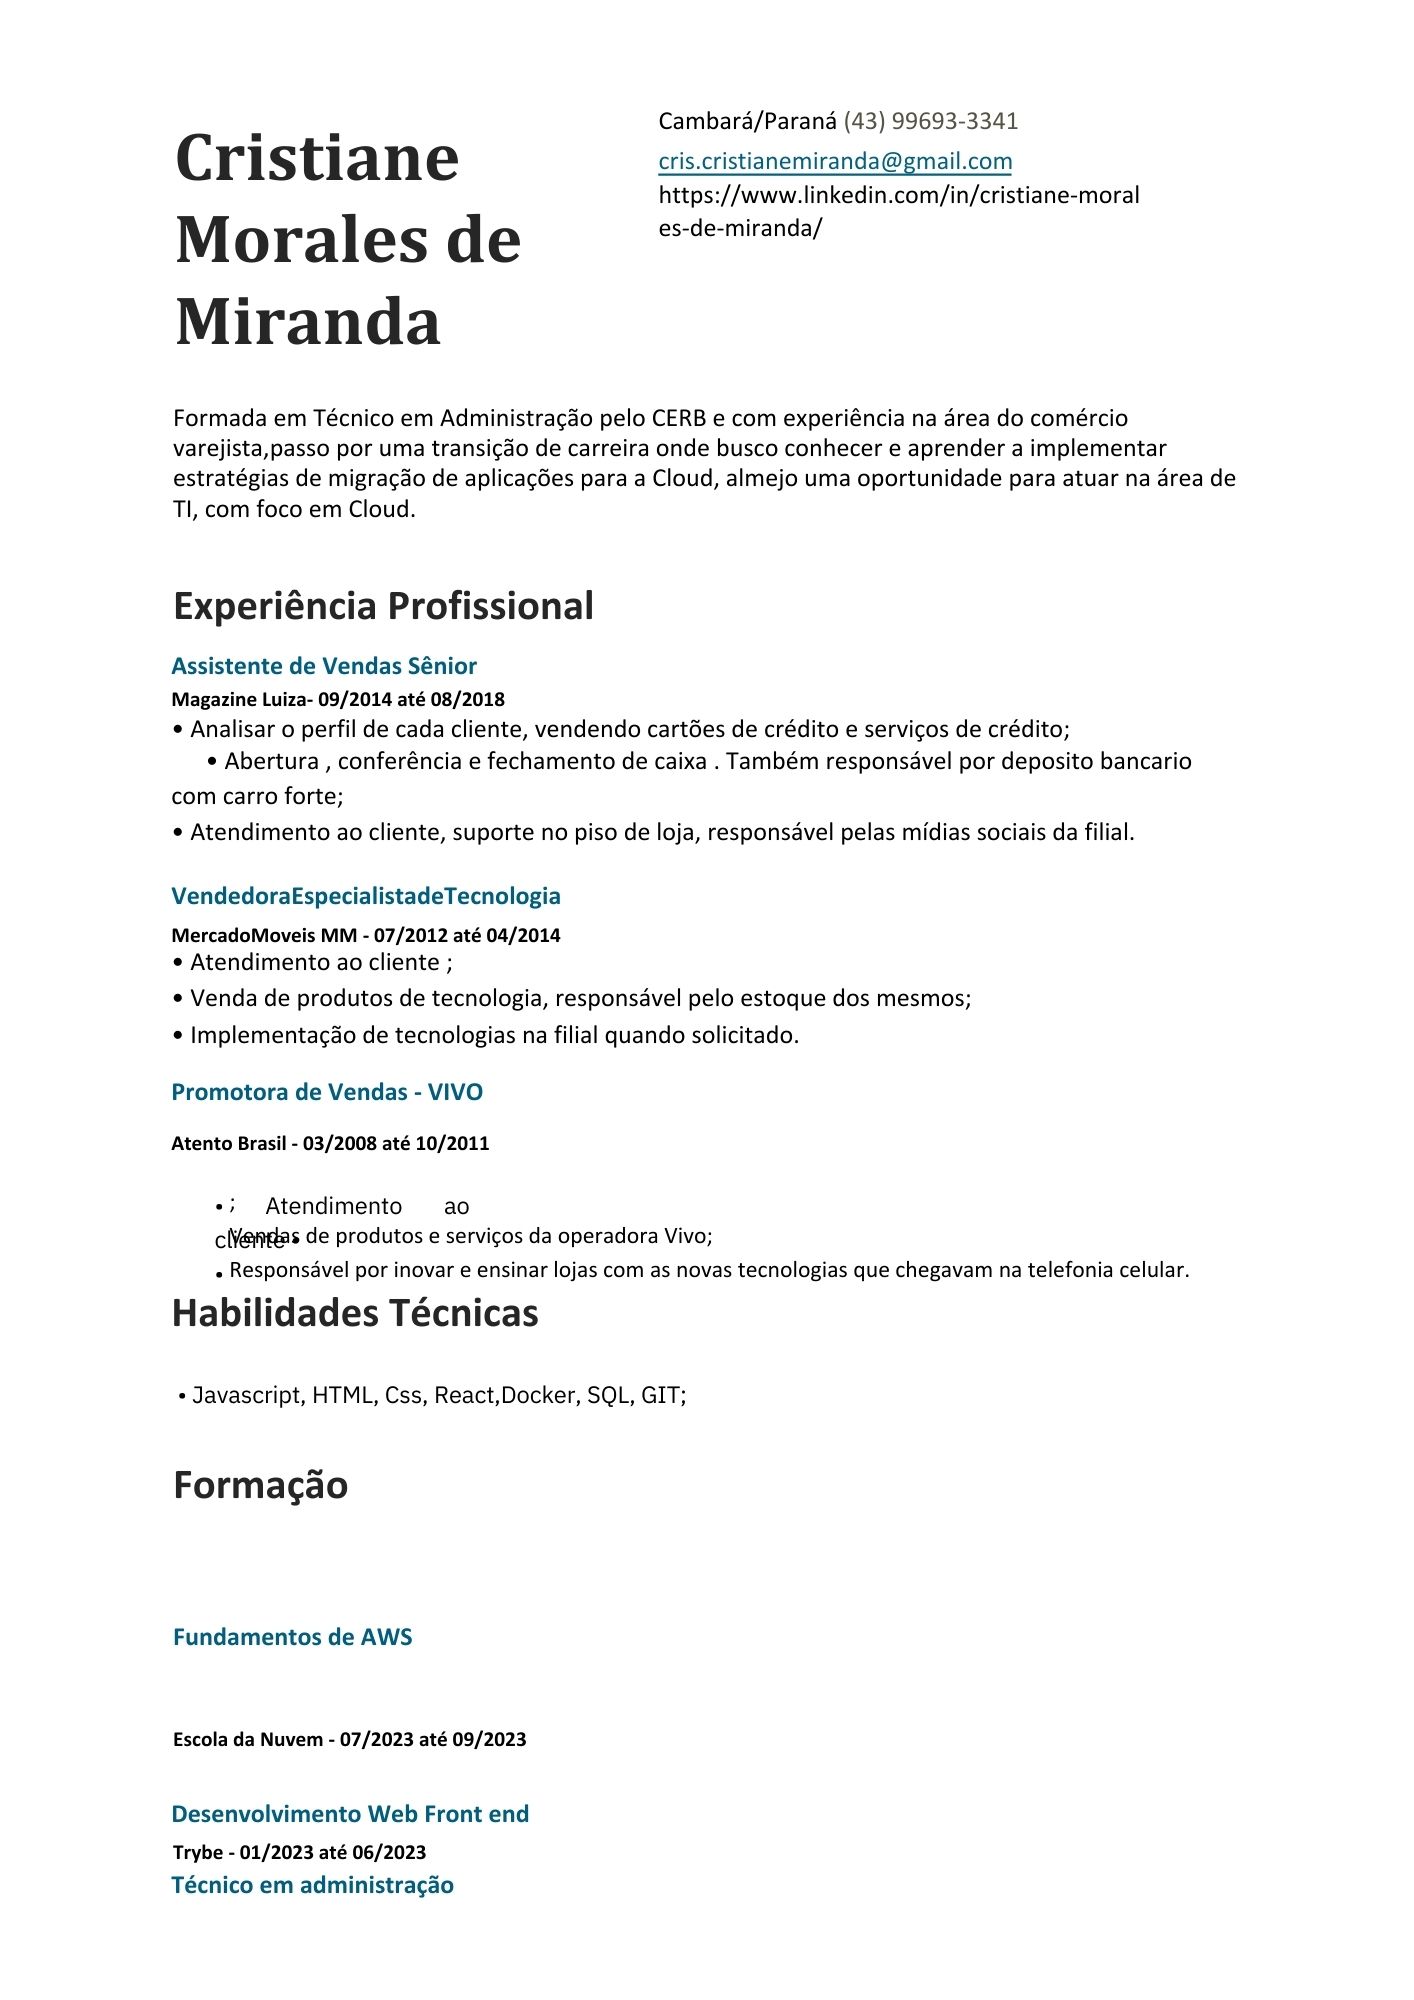 Cristiane
Morales de
Miranda
Cambará/Paraná (43) 99693-3341
cris.cristianemiranda@gmail.com
https://www.linkedin.com/in/cristiane-moral
es-de-miranda/
Formada em Técnico em Administração pelo CERB e com experiência na área do comércio
varejista,passo por uma transição de carreira onde busco conhecer e aprender a implementar
estratégias de migração de aplicações para a Cloud, almejo uma oportunidade para atuar na área de
TI, com foco em Cloud.
Experiência Profissional
Assistente de Vendas Sênior
Magazine Luiza- 09/2014 até 08/2018
• Analisar o perfil de cada cliente, vendendo cartões de crédito e serviços de crédito;
• Abertura , conferência e fechamento de caixa . Também responsável por deposito bancario
com carro forte;
• Atendimento ao cliente, suporte no piso de loja, responsável pelas mídias sociais da filial.
VendedoraEspecialistadeTecnologia
MercadoMoveis MM - 07/2012 até 04/2014
• Atendimento ao cliente ;
• Venda de produtos de tecnologia, responsável pelo estoque dos mesmos;
• Implementação de tecnologias na filial quando solicitado.
Promotora de Vendas - VIVO
Atento Brasil - 03/2008 até 10/2011
• ; Atendimento ao
cliente •
Vendas de produtos e serviços da operadora Vivo;
• Responsável por inovar e ensinar lojas com as novas tecnologias que chegavam na telefonia celular.
Habilidades Técnicas
• Javascript, HTML, Css, React,Docker, SQL, GIT;
Formação
Fundamentos de AWS
Escola da Nuvem - 07/2023 até 09/2023
Desenvolvimento Web Front end
Trybe - 01/2023 até 06/2023
Técnico em administração